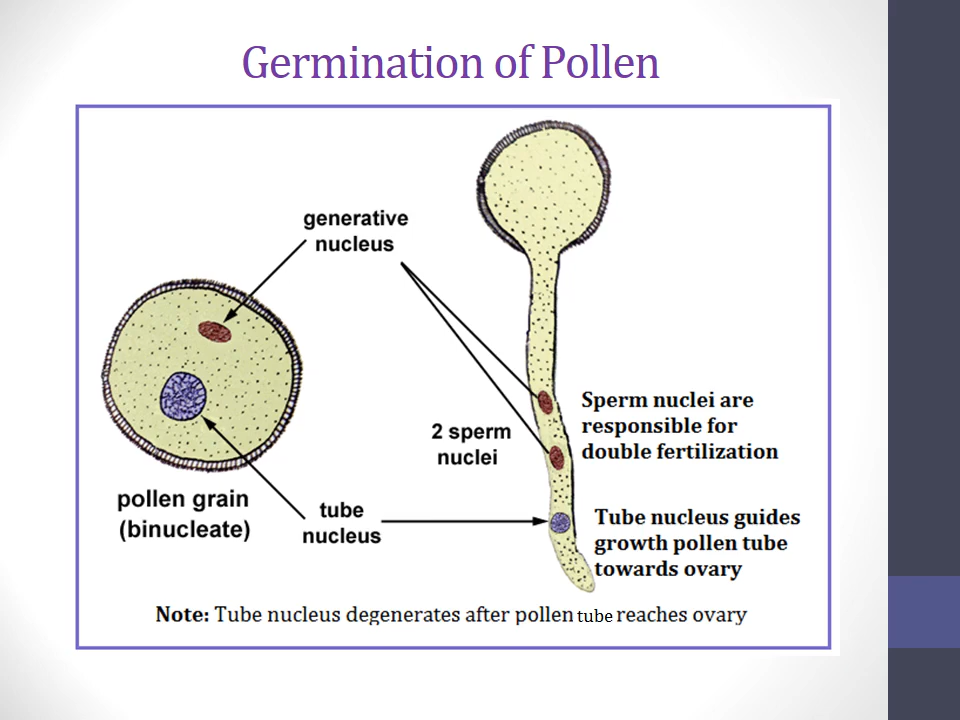 Germination of Pollen
generative
nucleus
Sperm nuclei are
responsible for
double fertilization
2 sperm
nuclei
pollen grain
(binucleate)
tube
nucleus
Tube nucleus guides
growth pollen tube
towards ovary
Note: Tube nucleus degenerates after pollen tube reaches ovary